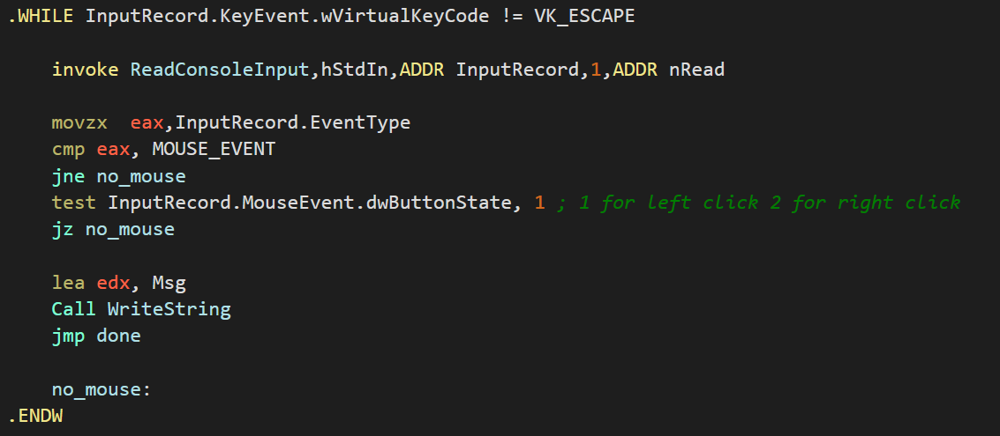 .WHILE InputRecord.KeyEvent.wVirtualKeyCode != VK_ESCAPE
invoke ReadConsoleInput,hStdIn,ADDR InputRecord,1,ADDR nRead
movzx  eax,InputRecord.EventType
cmp eax, MOUSE_EVENT
jne no_mouse
test InputRecord.MouseEvent.dwButtonState, 1 ; 1 for left click 2 for right click
jz no_mouse
lea edx, Msg
Call WriteString
jmp done
no_mouse:
.ENDW